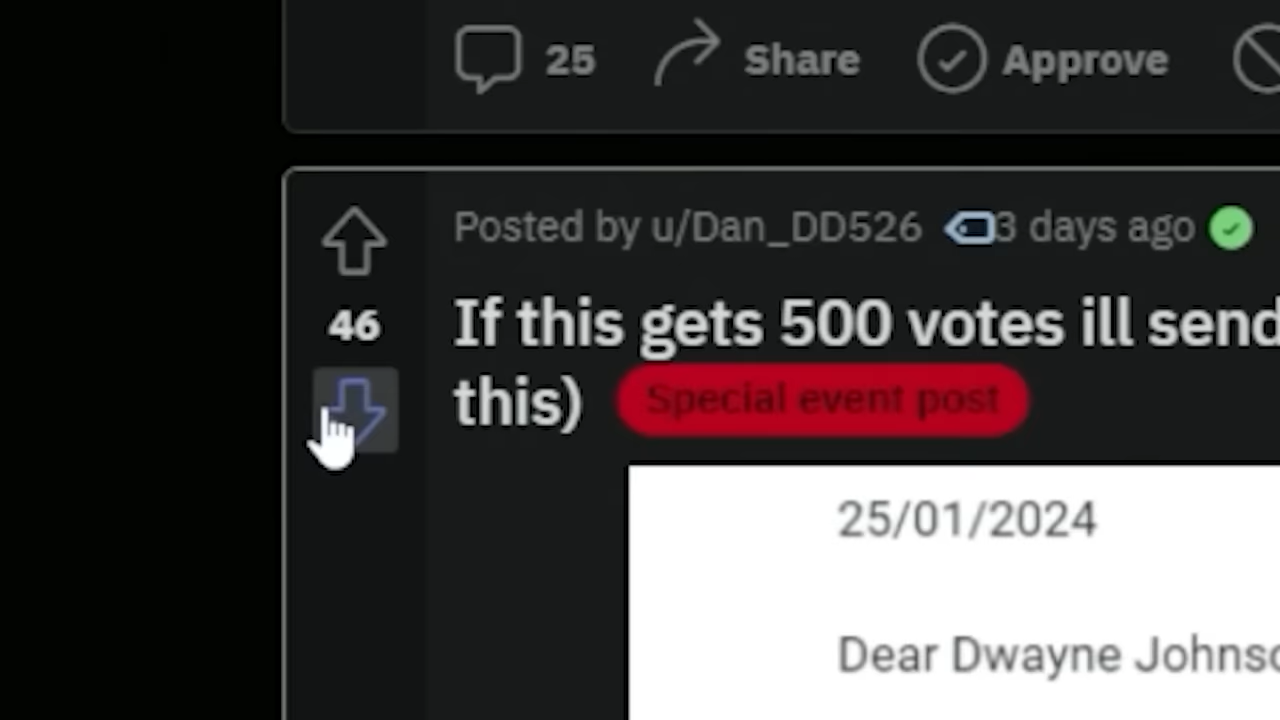 25 Share Approve
Posted by u/Dan_DD526 3 days ago
46
If this gets 500 votes ill send
this) Special event post
25/01/2024
Dear Dwayne Johnso